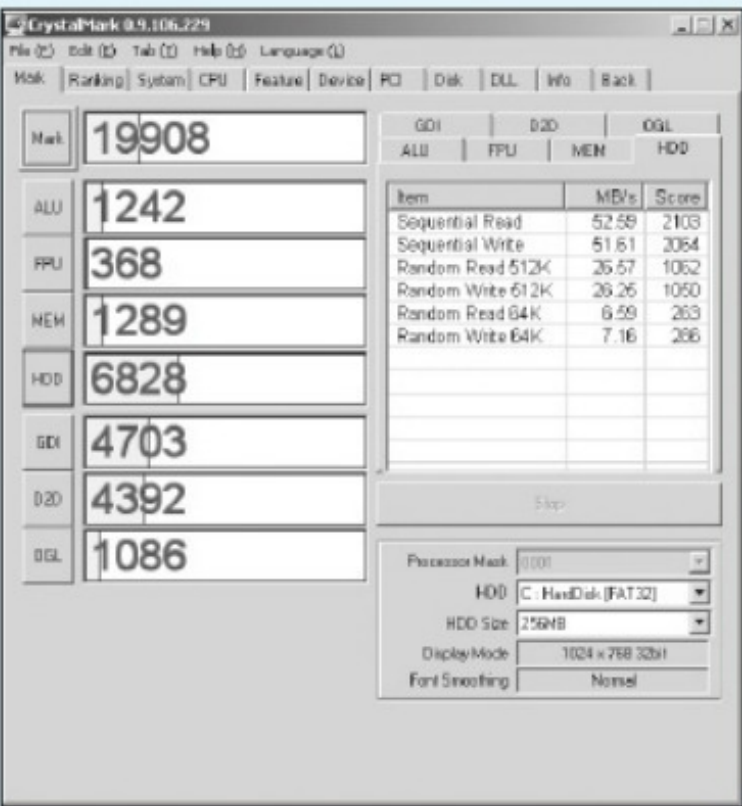 CrystalMark 0.9.106.229
File (F) Edit (E) Tab (T) Help (H) Language (L)
Mark Ranking System CPU Feature Device PCI Disk DLL Info Back
Mark 19908
ALU 1242
FPU 368
MEM 1289
HDD 6828
GDI 4703
D2D 4392
OGL 1086
GDI D2D OGL
ALU FPU MEM HDD
Item MB/s Score
Sequential Read 52.59 2103
Sequential Write 51.61 2064
Random Read 512K 26.57 1062
Random Write 512K 26.26 1050
Random Read 64K 6.59 263
Random Write 64K 7.16 286
Stop
Processor Mask 0001
HDD C : HardDisk [FAT32]
HDD Size 256MB
Display Mode 1024 x 768 32bit
Font Smoothing Normal